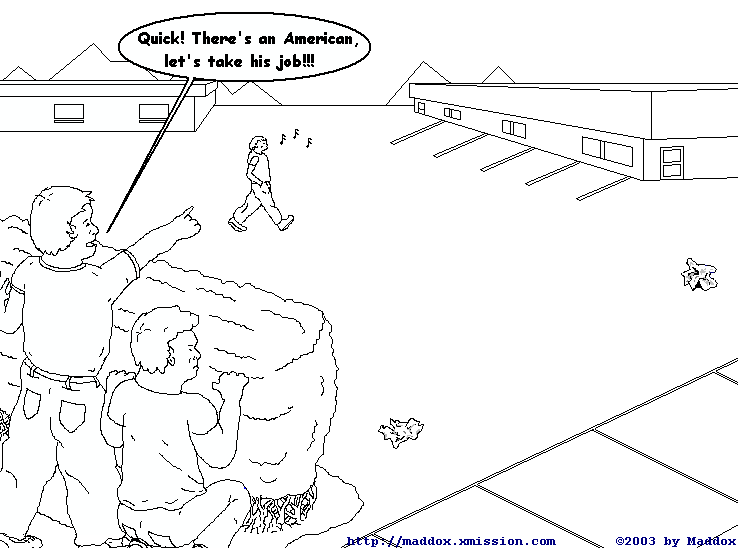 Quick! There's an American,
let's take his job!!!
http://maddox.xmission.com ©2003 by Maddox